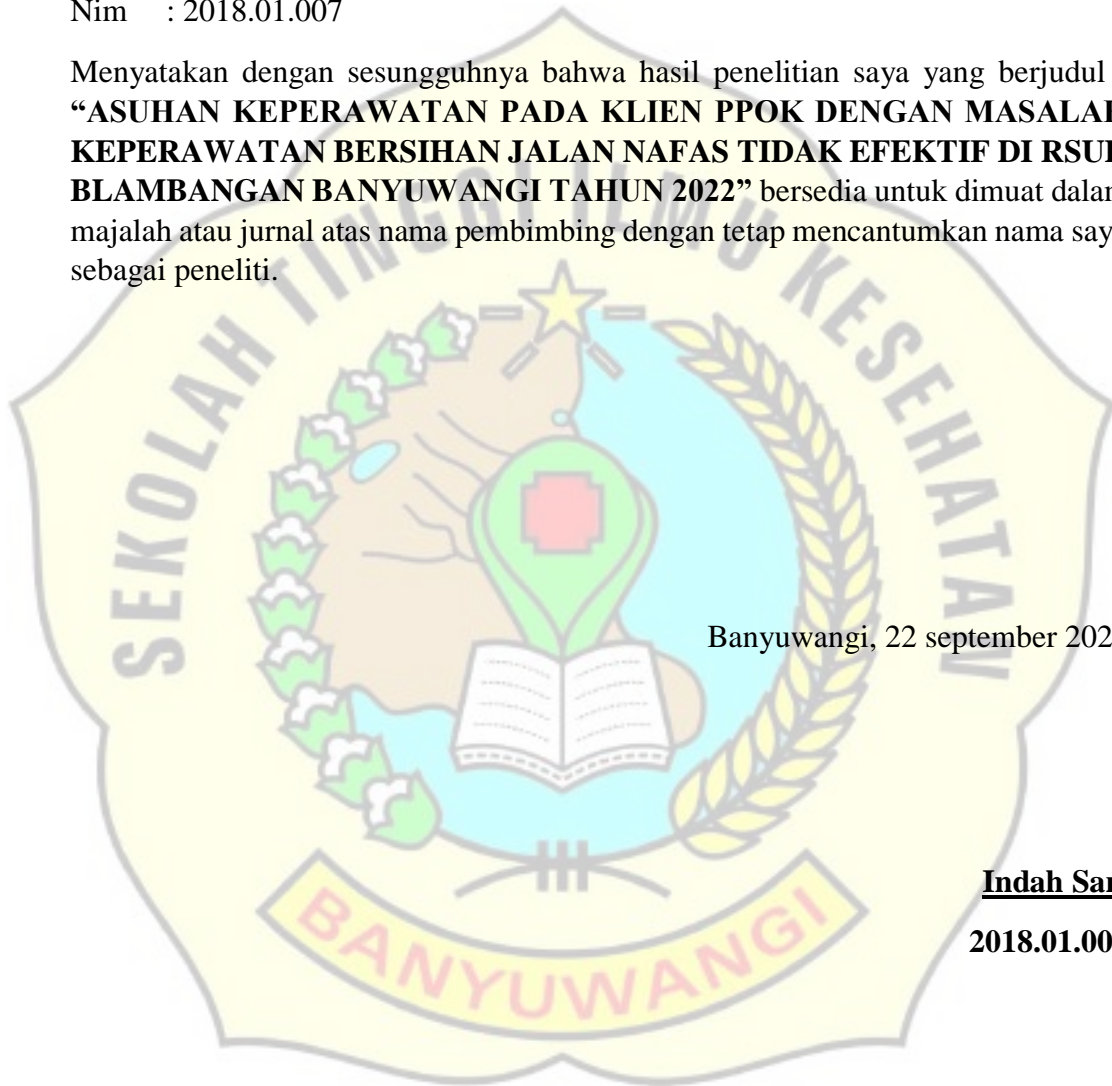 Nim : 2018.01.007
Menyatakan dengan sesungguhnya bahwa hasil penelitian saya yang berjudul
“ASUHAN KEPERAWATAN PADA KLIEN PPOK DENGAN MASALAH
KEPERAWATAN BERSIHAN JALAN NAFAS TIDAK EFEKTIF DI RSUD
BLAMBANGAN BANYUWANGI TAHUN 2022” bersedia untuk dimuat dalam
majalah atau jurnal atas nama pembimbing dengan tetap mencantumkan nama say
sebagai peneliti.
SEKOLAH TINGGI ILMU KESEHATAN
Banyuwangi, 22 september 202
Indah Sar
2018.01.00
BANYUWANGI